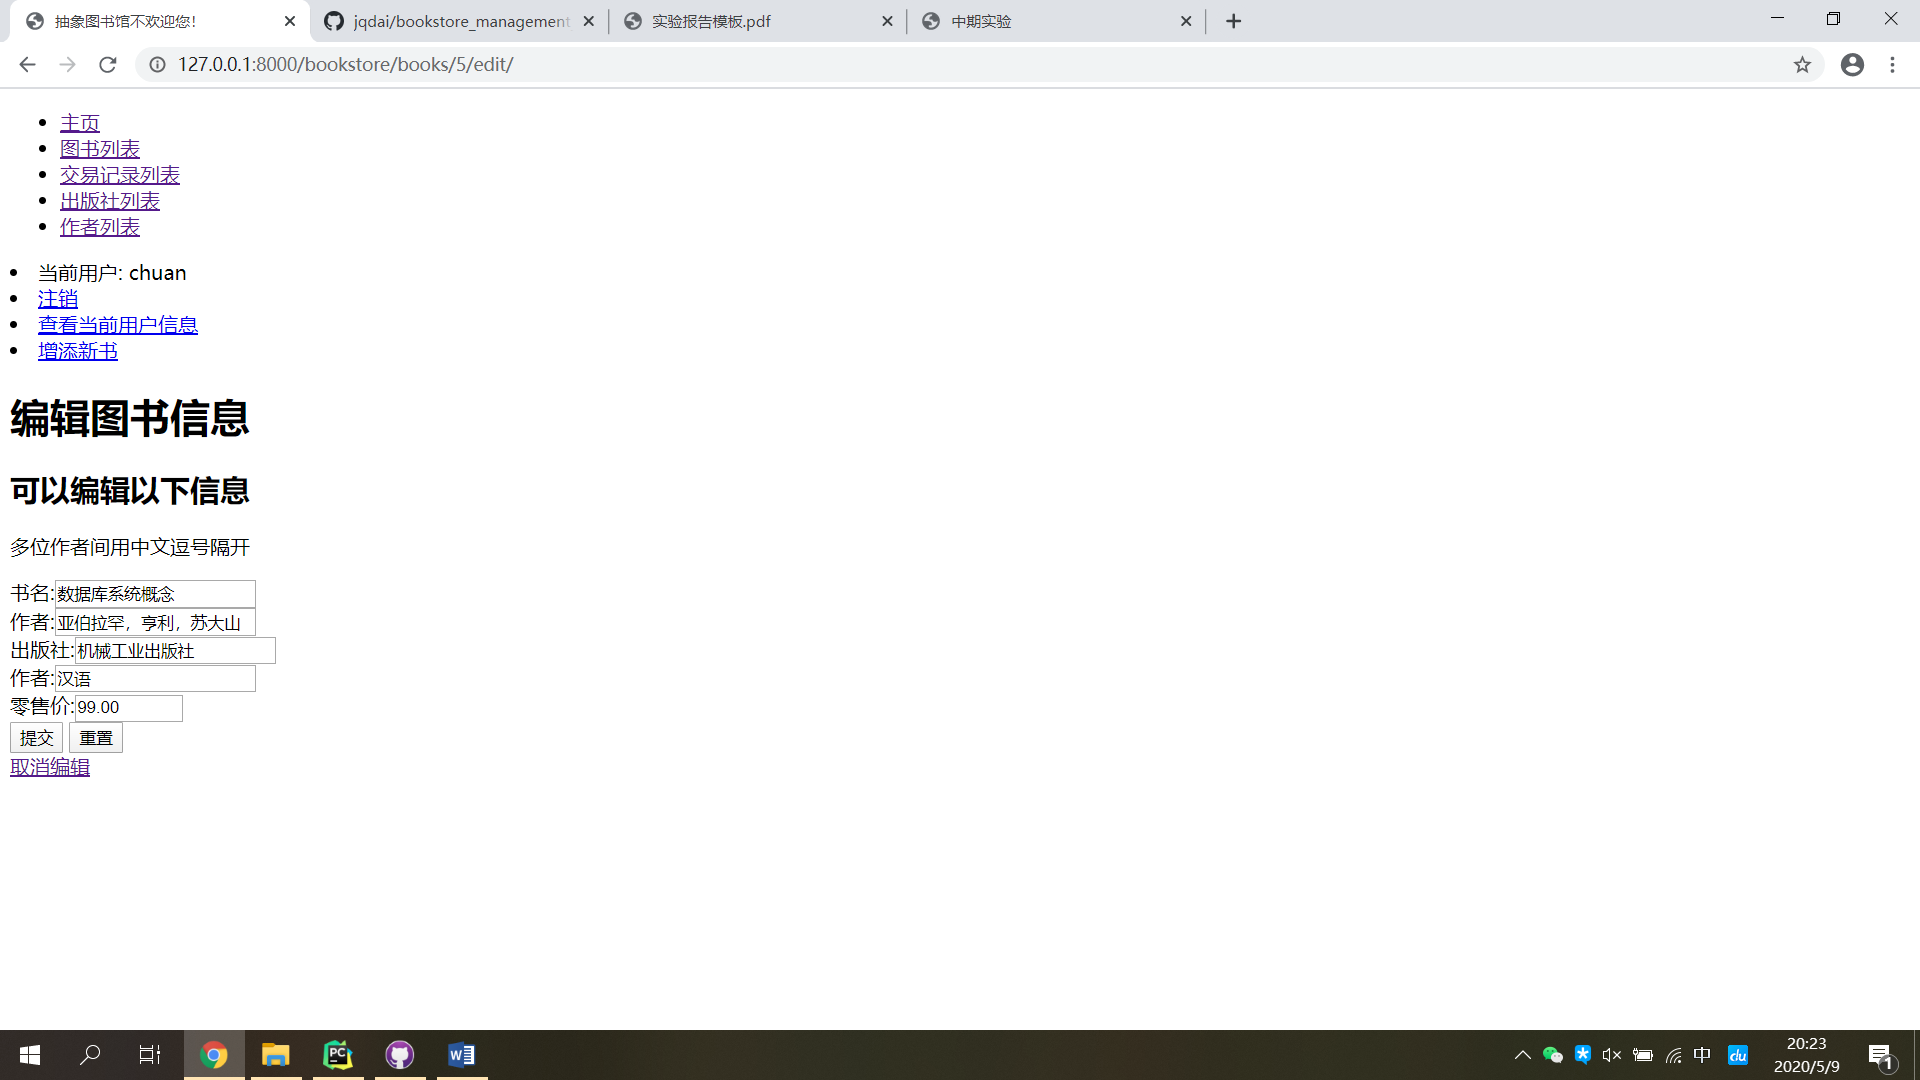 抽象图书馆不欢迎您!
jqdai/bookstore_management
实验报告模板.pdf
中期实验
127.0.0.1:8000/bookstore/books/5/edit/
主页
图书列表
交易记录列表
出版社列表
作者列表
当前用户: chuan
注销
查看当前用户信息
增添新书
编辑图书信息
可以编辑以下信息
多位作者间用中文逗号隔开
书名:数据库系统概念
作者:亚伯拉罕，亨利，苏大山
出版社:机械工业出版社
作者:汉语
零售价:99.00
提交 重置
取消编辑
PC
W
中
du
20:23
2020/5/9
1